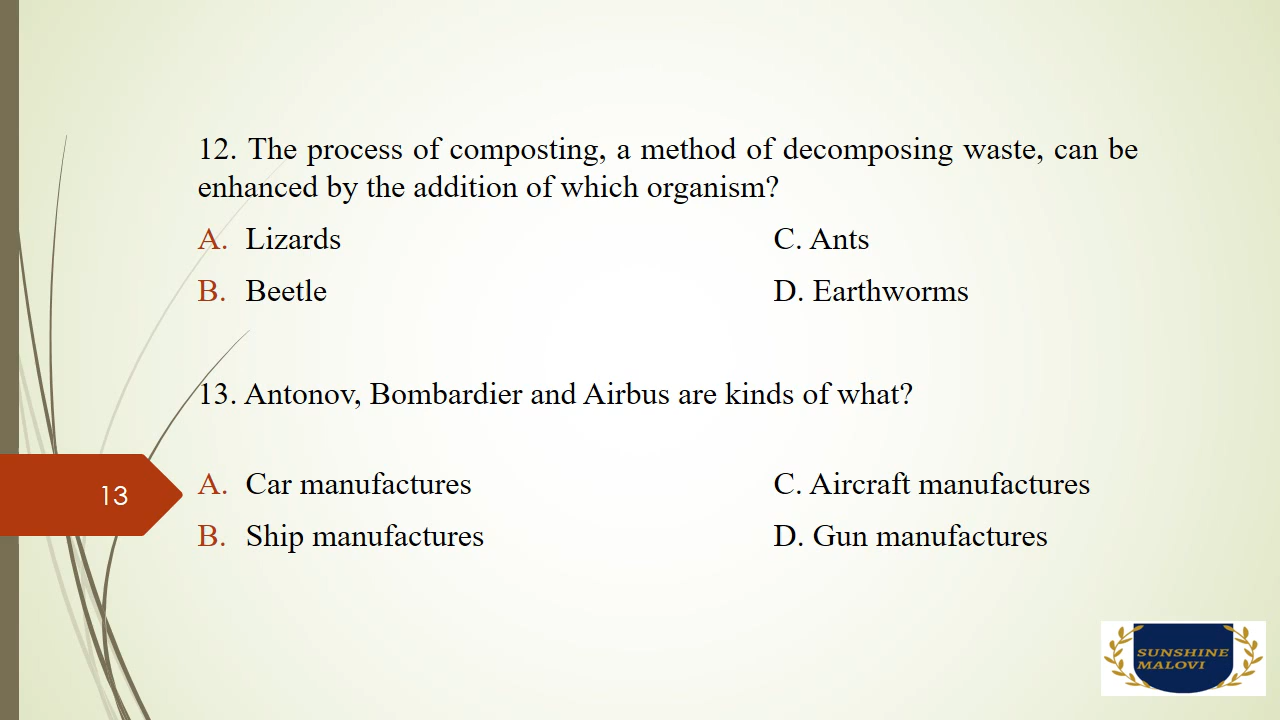 12. The process of composting, a method of decomposing waste, can be
enhanced by the addition of which organism?
A. Lizards
C. Ants
B. Beetle
D. Earthworms
13. Antonov, Bombardier and Airbus are kinds of what?
13
A. Car manufactures
C. Aircraft manufactures
B. Ship manufactures
D. Gun manufactures
SUNSHINE
MALOVI